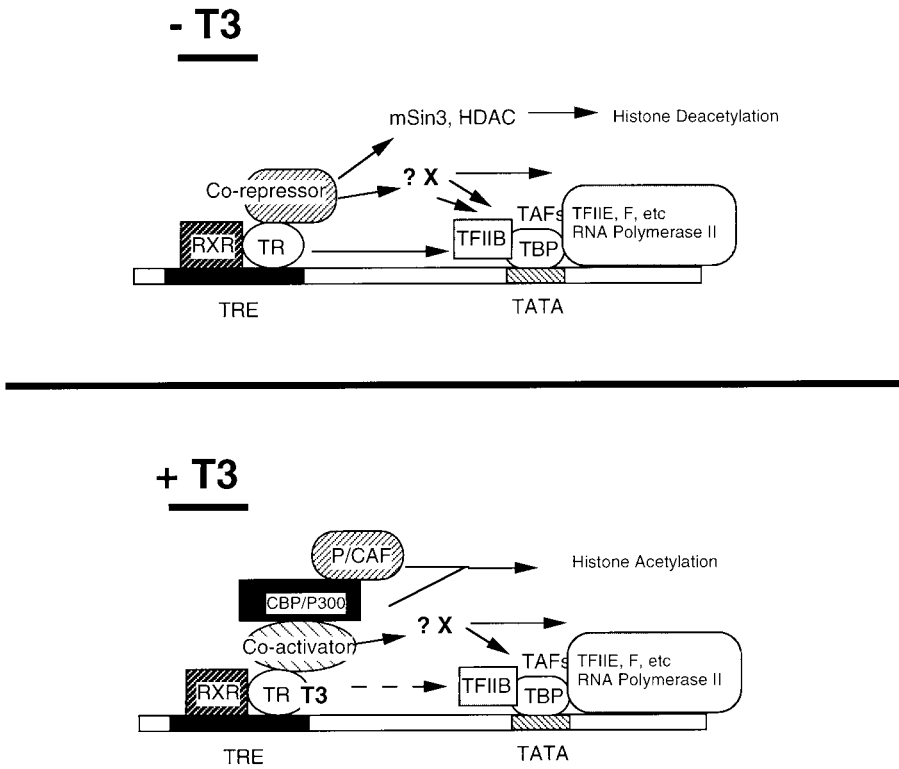 - T3
mSin3, HDAC
Histone Deacetylation
Co-repressor
? X
TAFs
TFIIE, F, etc
RNA Polymerase II
RXR
TR
TFIIB
TBP
TRE
TATA
+ T3
P/CAF
Histone Acetylation
CBP/P300
? X
Co-activator
TAFs
TFIIE, F, etc
RNA Polymerase II
RXR
TR T3
TFIIB
TBP
TRE
TATA